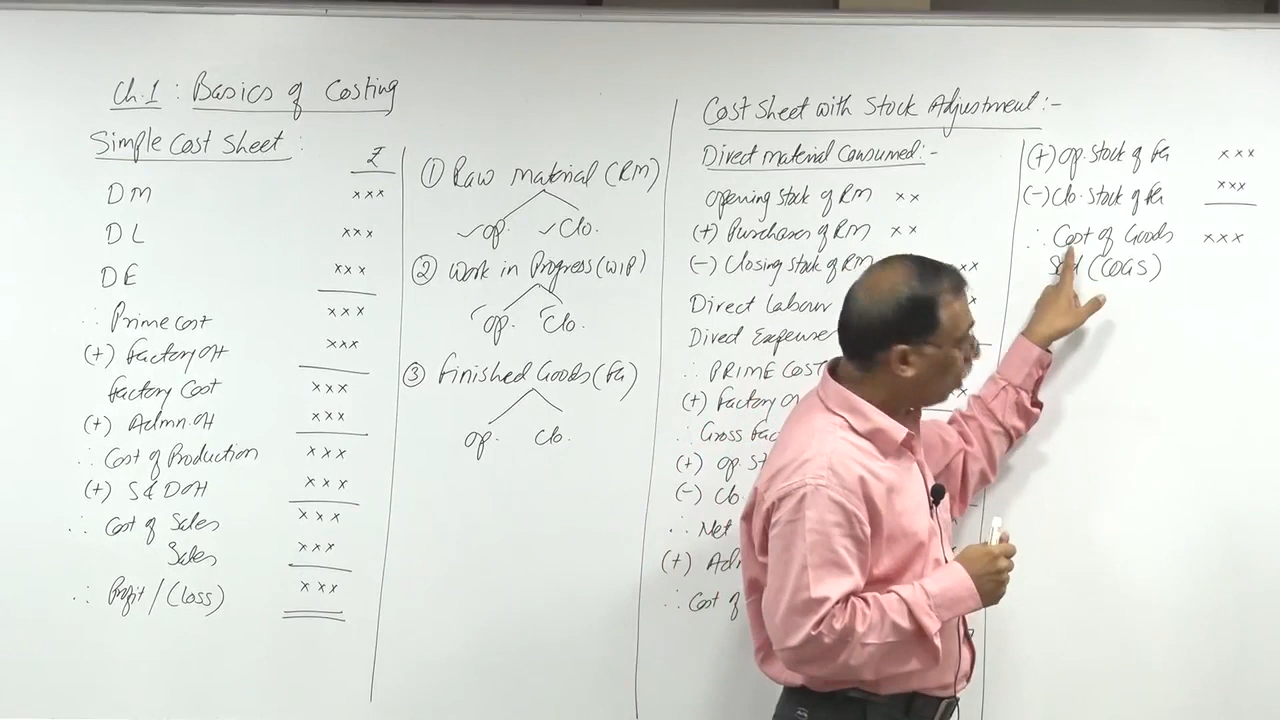 Ch.1 : Basics of Costing
Simple Cost Sheet :
₹
DM xxx
DL xxx
DE xxx
∴ Prime Cost xxx
(+) Factory OH xxx
Factory Cost xxx
(+) Admn. OH xxx
∴ Cost of Production xxx
(+) S & D OH xxx
∴ Cost of Sales xxx
Sales xxx
∴ Profit / (Loss) xxx
① Raw Material (RM)
✓op. ✓Clo.
② Work in Progress (WIP)
op. Clo.
③ Finished Goods (FG)
op. Clo.
Cost Sheet with Stock Adjustment :-
Direct Material Consumed :-
Opening Stock of RM xx
(+) Purchases of RM xx
(-) Closing Stock of RM xx
Direct Labour
Direct Expense
∴ PRIME COST
(+) Factory OH
∴ Gross Fac
(+) Op. St
(-) Clo.
∴ Net
(+) Adm
∴ Cost of
(+) Op. Stock of FG xxx
(-) Clo. Stock of FG xxx
∴ Cost of Goods xxx
Sold (COGS)